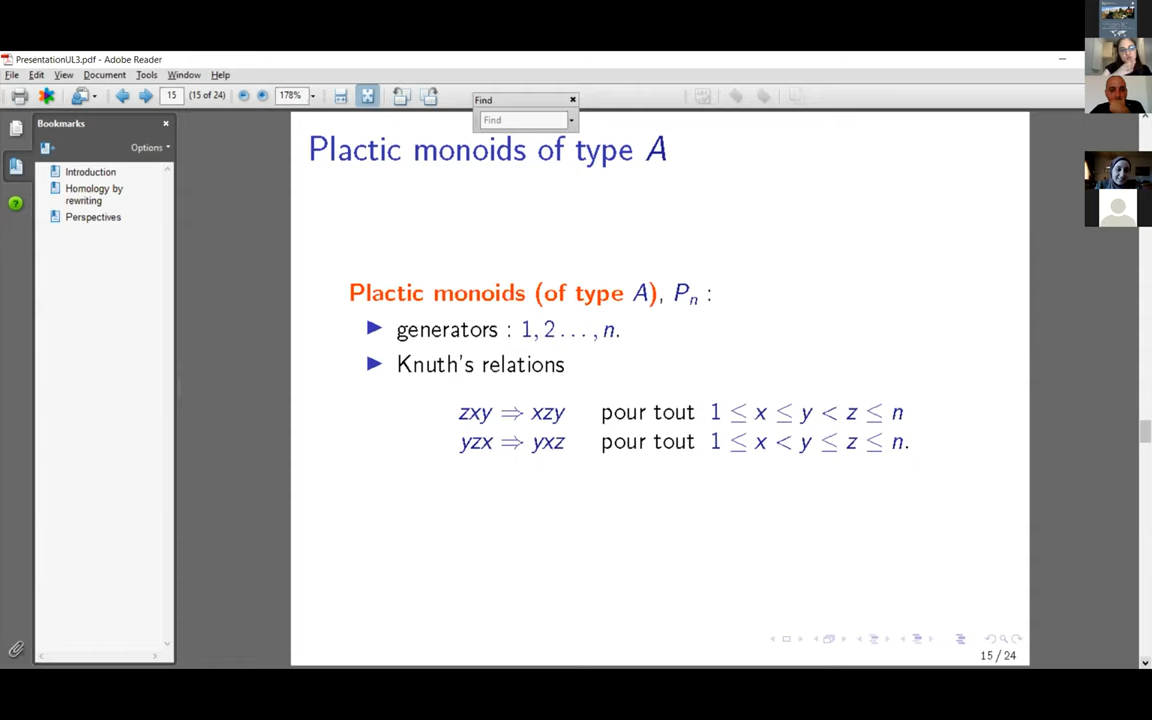 PresentationUL3.pdf - Adobe Reader
File Edit View Document Tools Window Help
15 (15 of 24) 178%
Find
Find
Bookmarks
Options
Introduction
Homology by
rewriting
Perspectives
Plactic monoids of type A
Plactic monoids (of type A), Pₙ :
generators : 1, 2 . . . , n.
Knuth's relations
zxy ⇒ xzy pour tout 1 ≤ x ≤ y < z ≤ n
yzx ⇒ yxz pour tout 1 ≤ x < y ≤ z ≤ n.
15 / 24